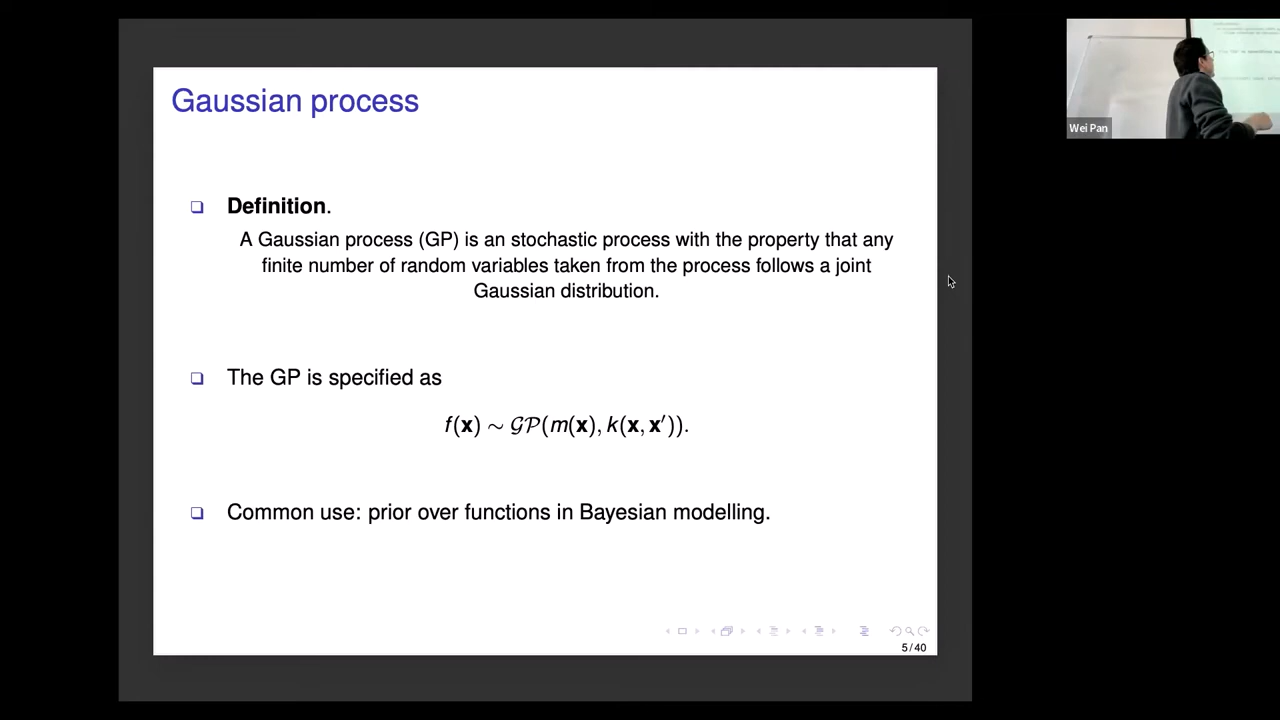 Gaussian process
Definition.
A Gaussian process (GP) is an stochastic process with the property that any
finite number of random variables taken from the process follows a joint
Gaussian distribution.
The GP is specified as
f(x) ∼ 𝒢𝒫(m(x), k(x, x′)).
Common use: prior over functions in Bayesian modelling.
5 / 40
Wei Pan